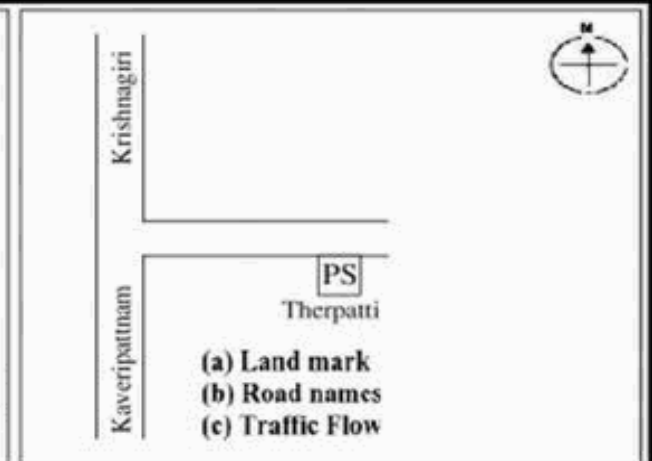 M
Krishnagiri
PS
Therpatti
Kaveripattnam
(a) Land mark
(b) Road names
(c) Traffic Flow